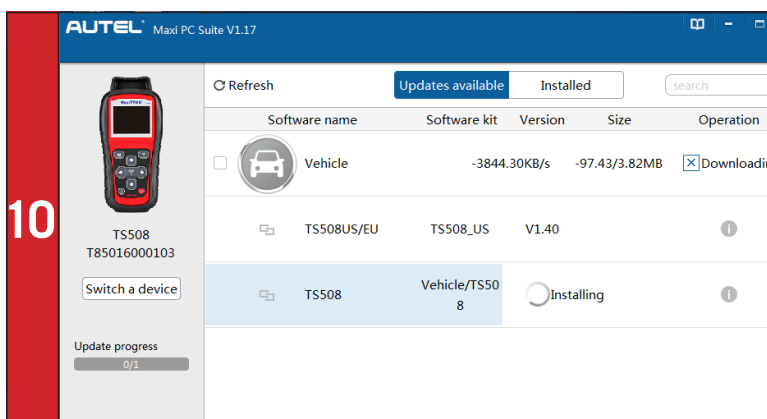 10
AUTEL Maxi PC Suite V1.17
Refresh
Updates available
Installed
search
Software name Software kit Version Size Operation
Vehicle -3844.30KB/s -97.43/3.82MB Downloadin
TS508US/EU TS508_US V1.40
TS508 Vehicle/TS50
8
Installing
TS508
T85016000103
Switch a device
Update progress
0/1